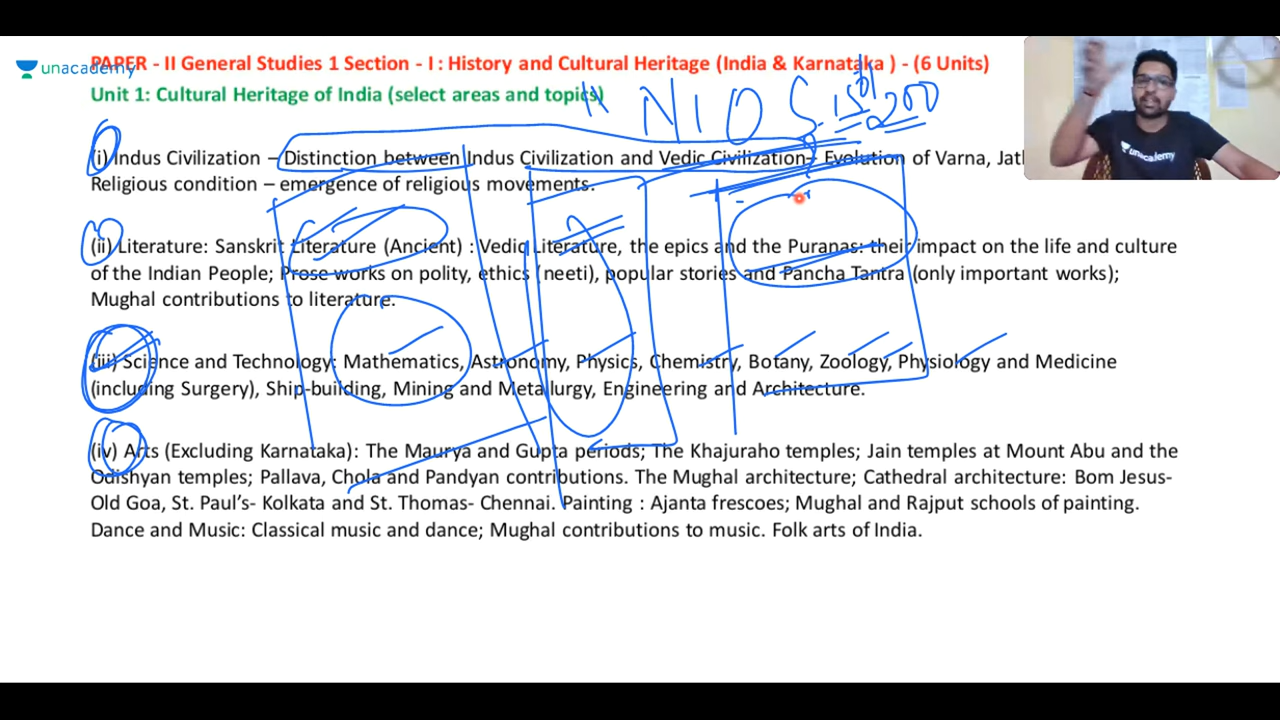 PAPER - II General Studies 1 Section - I : History and Cultural Heritage (India & Karnataka ) - (6 Units)
unacademy
Unit 1: Cultural Heritage of India (select areas and topics)
NIOS 150/200
unacademy
(i) Indus Civilization – Distinction between Indus Civilization and Vedic Civilization– Evolution of Varna,
Religious condition – emergence of religious movements.
(ii) Literature: Sanskrit Literature (Ancient) : Vedic Literature, the epics and the Puranas: their impact on the life and culture
of the Indian People; Prose works on polity, ethics (neeti), popular stories and Pancha Tantra (only important works);
Mughal contributions to literature.
(iii) Science and Technology: Mathematics, Astronomy, Physics, Chemistry, Botany, Zoology, Physiology and Medicine
(including Surgery), Ship-building, Mining and Metallurgy, Engineering and Architecture.
(iv) Arts (Excluding Karnataka): The Maurya and Gupta periods; The Khajuraho temples; Jain temples at Mount Abu and the
Odishyan temples; Pallava, Chola and Pandyan contributions. The Mughal architecture; Cathedral architecture: Bom Jesus-
Old Goa, St. Paul’s- Kolkata and St. Thomas- Chennai. Painting : Ajanta frescoes; Mughal and Rajput schools of painting.
Dance and Music: Classical music and dance; Mughal contributions to music. Folk arts of India.